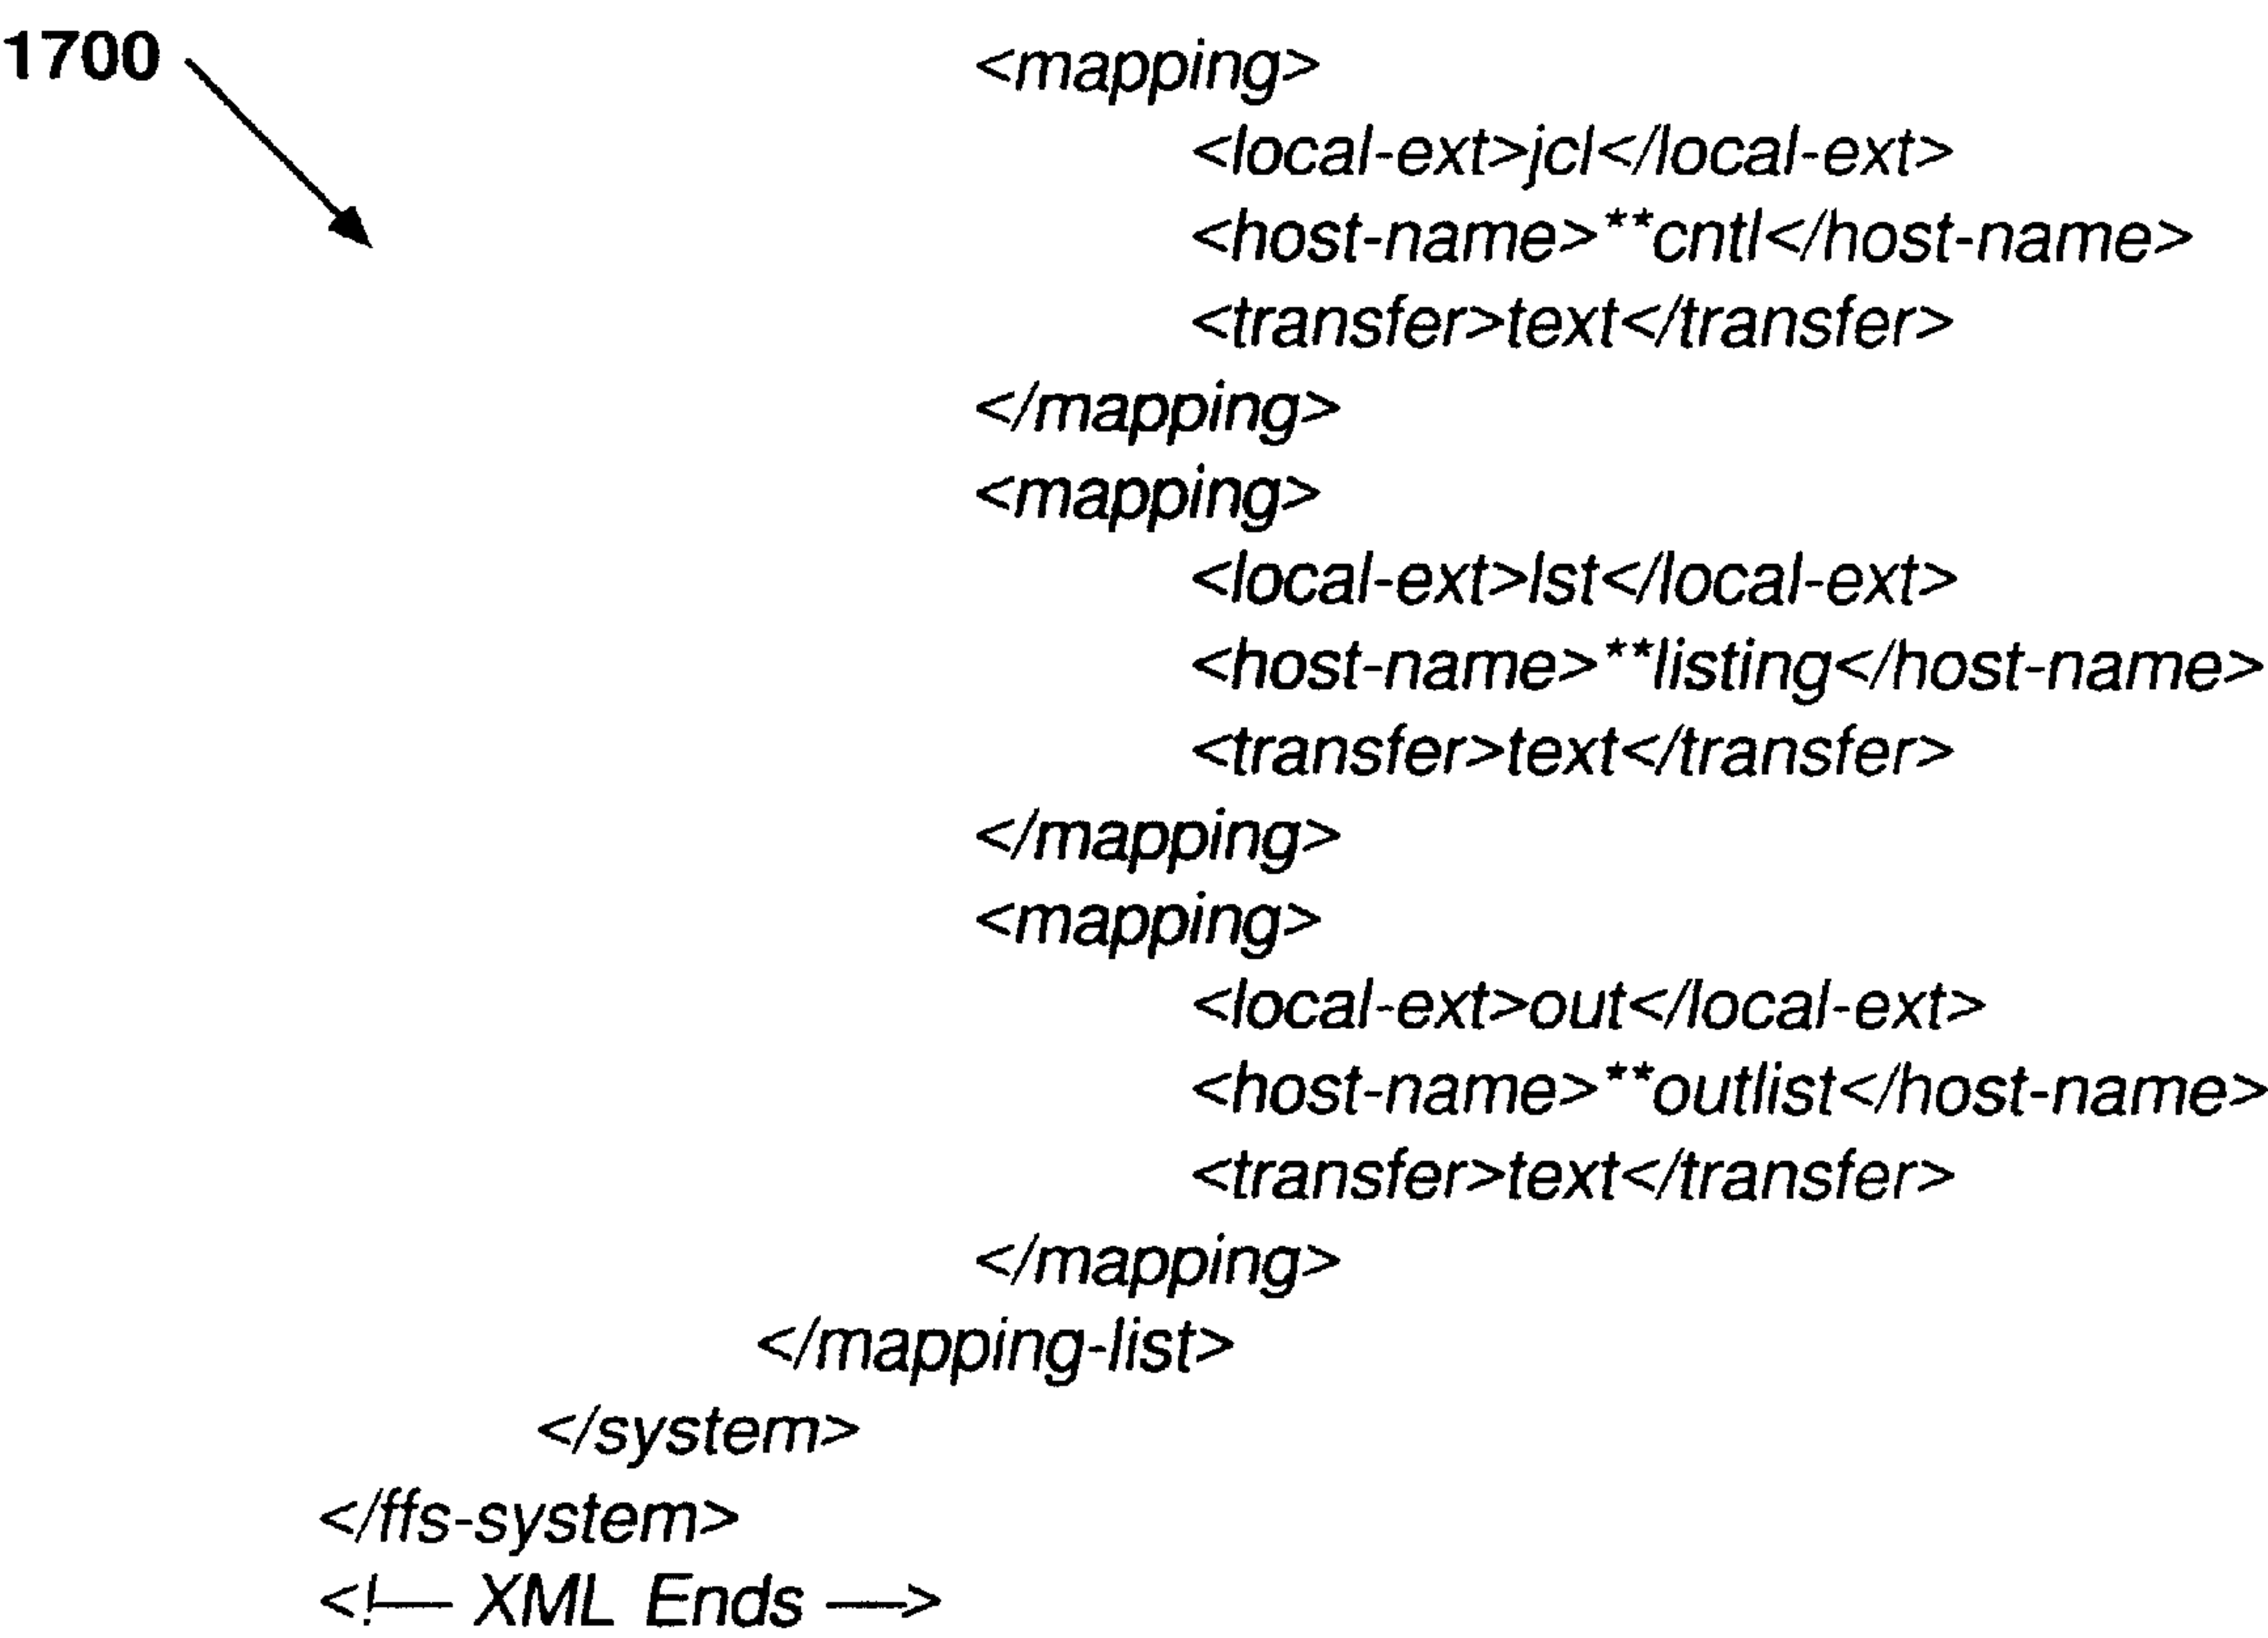 1700
<mapping>
<local-ext>jcl</local-ext>
<host-name>**cntl</host-name>
<transfer>text</transfer>
</mapping>
<mapping>
<local-ext>lst</local-ext>
<host-name>**listing</host-name>
<transfer>text</transfer>
</mapping>
<mapping>
<local-ext>out</local-ext>
<host-name>**outlist</host-name>
<transfer>text</transfer>
</mapping>
</mapping-list>
</system>
</ffs-system>
<!— XML Ends —>